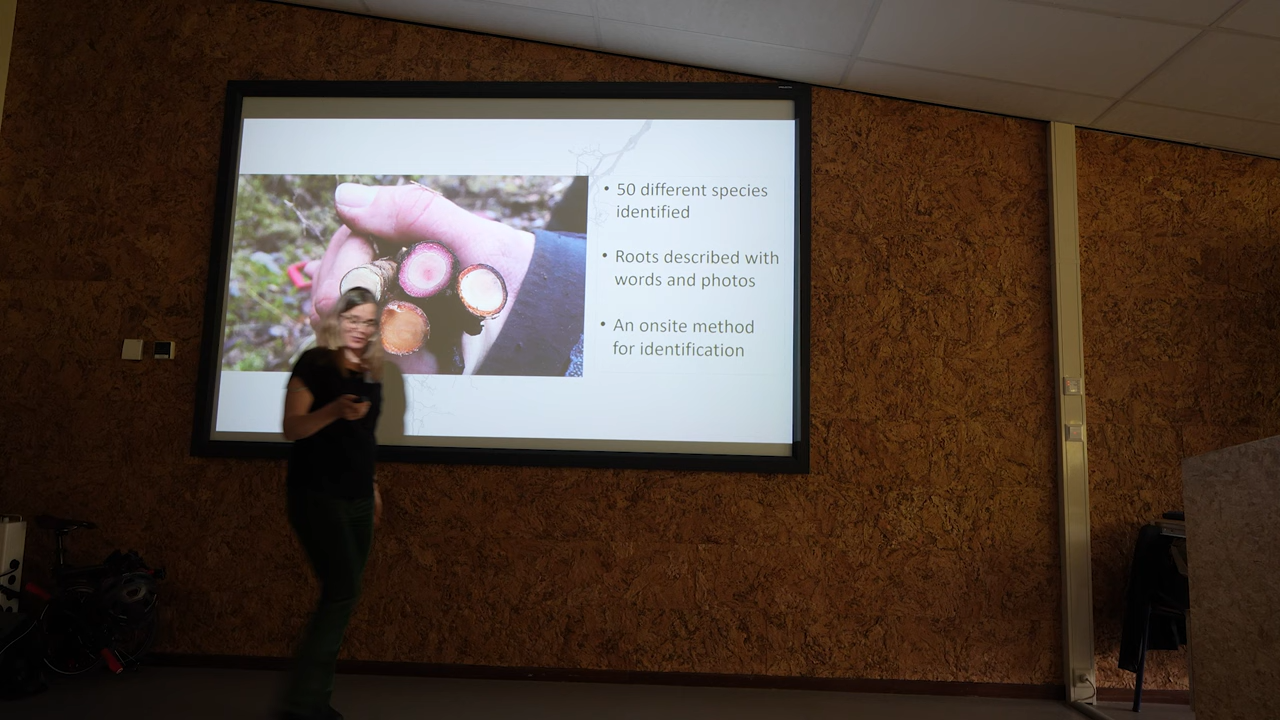 • 50 different species
identified
• Roots described with
words and photos
• An onsite method
for identification